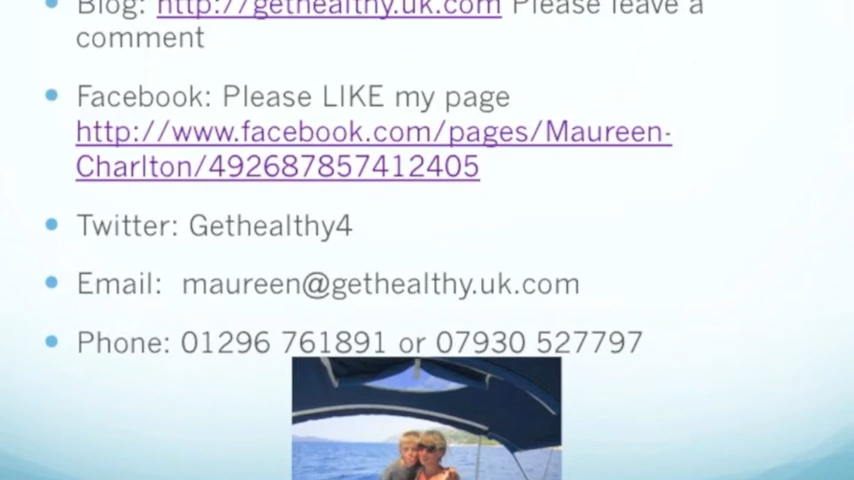 Blog: http://gethealthy.uk.com Please leave a
comment
Facebook: Please LIKE my page
http://www.facebook.com/pages/Maureen-
Charlton/492687857412405
Twitter: Gethealthy4
Email: maureen@gethealthy.uk.com
Phone: 01296 761891 or 07930 527797